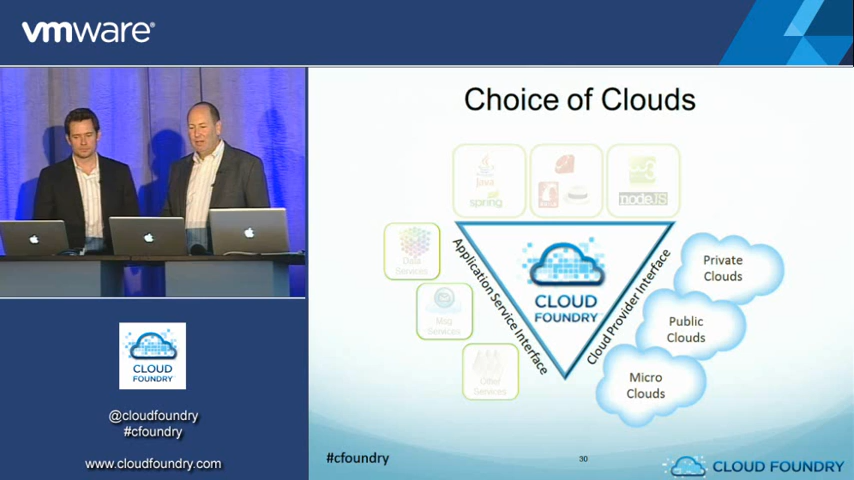 vmware®
Choice of Clouds
Java
spring
RAILS
node JS
Data
Services
Msg
Services
Other
Services
Application Service Interface
CLOUD
FOUNDRY™
Cloud Provider Interface
Private
Clouds
Public
Clouds
Micro
Clouds
CLOUD
FOUNDRY
@cloudfoundry
#cfoundry
www.cloudfoundry.com
#cfoundry
30
CLOUD FOUNDRY